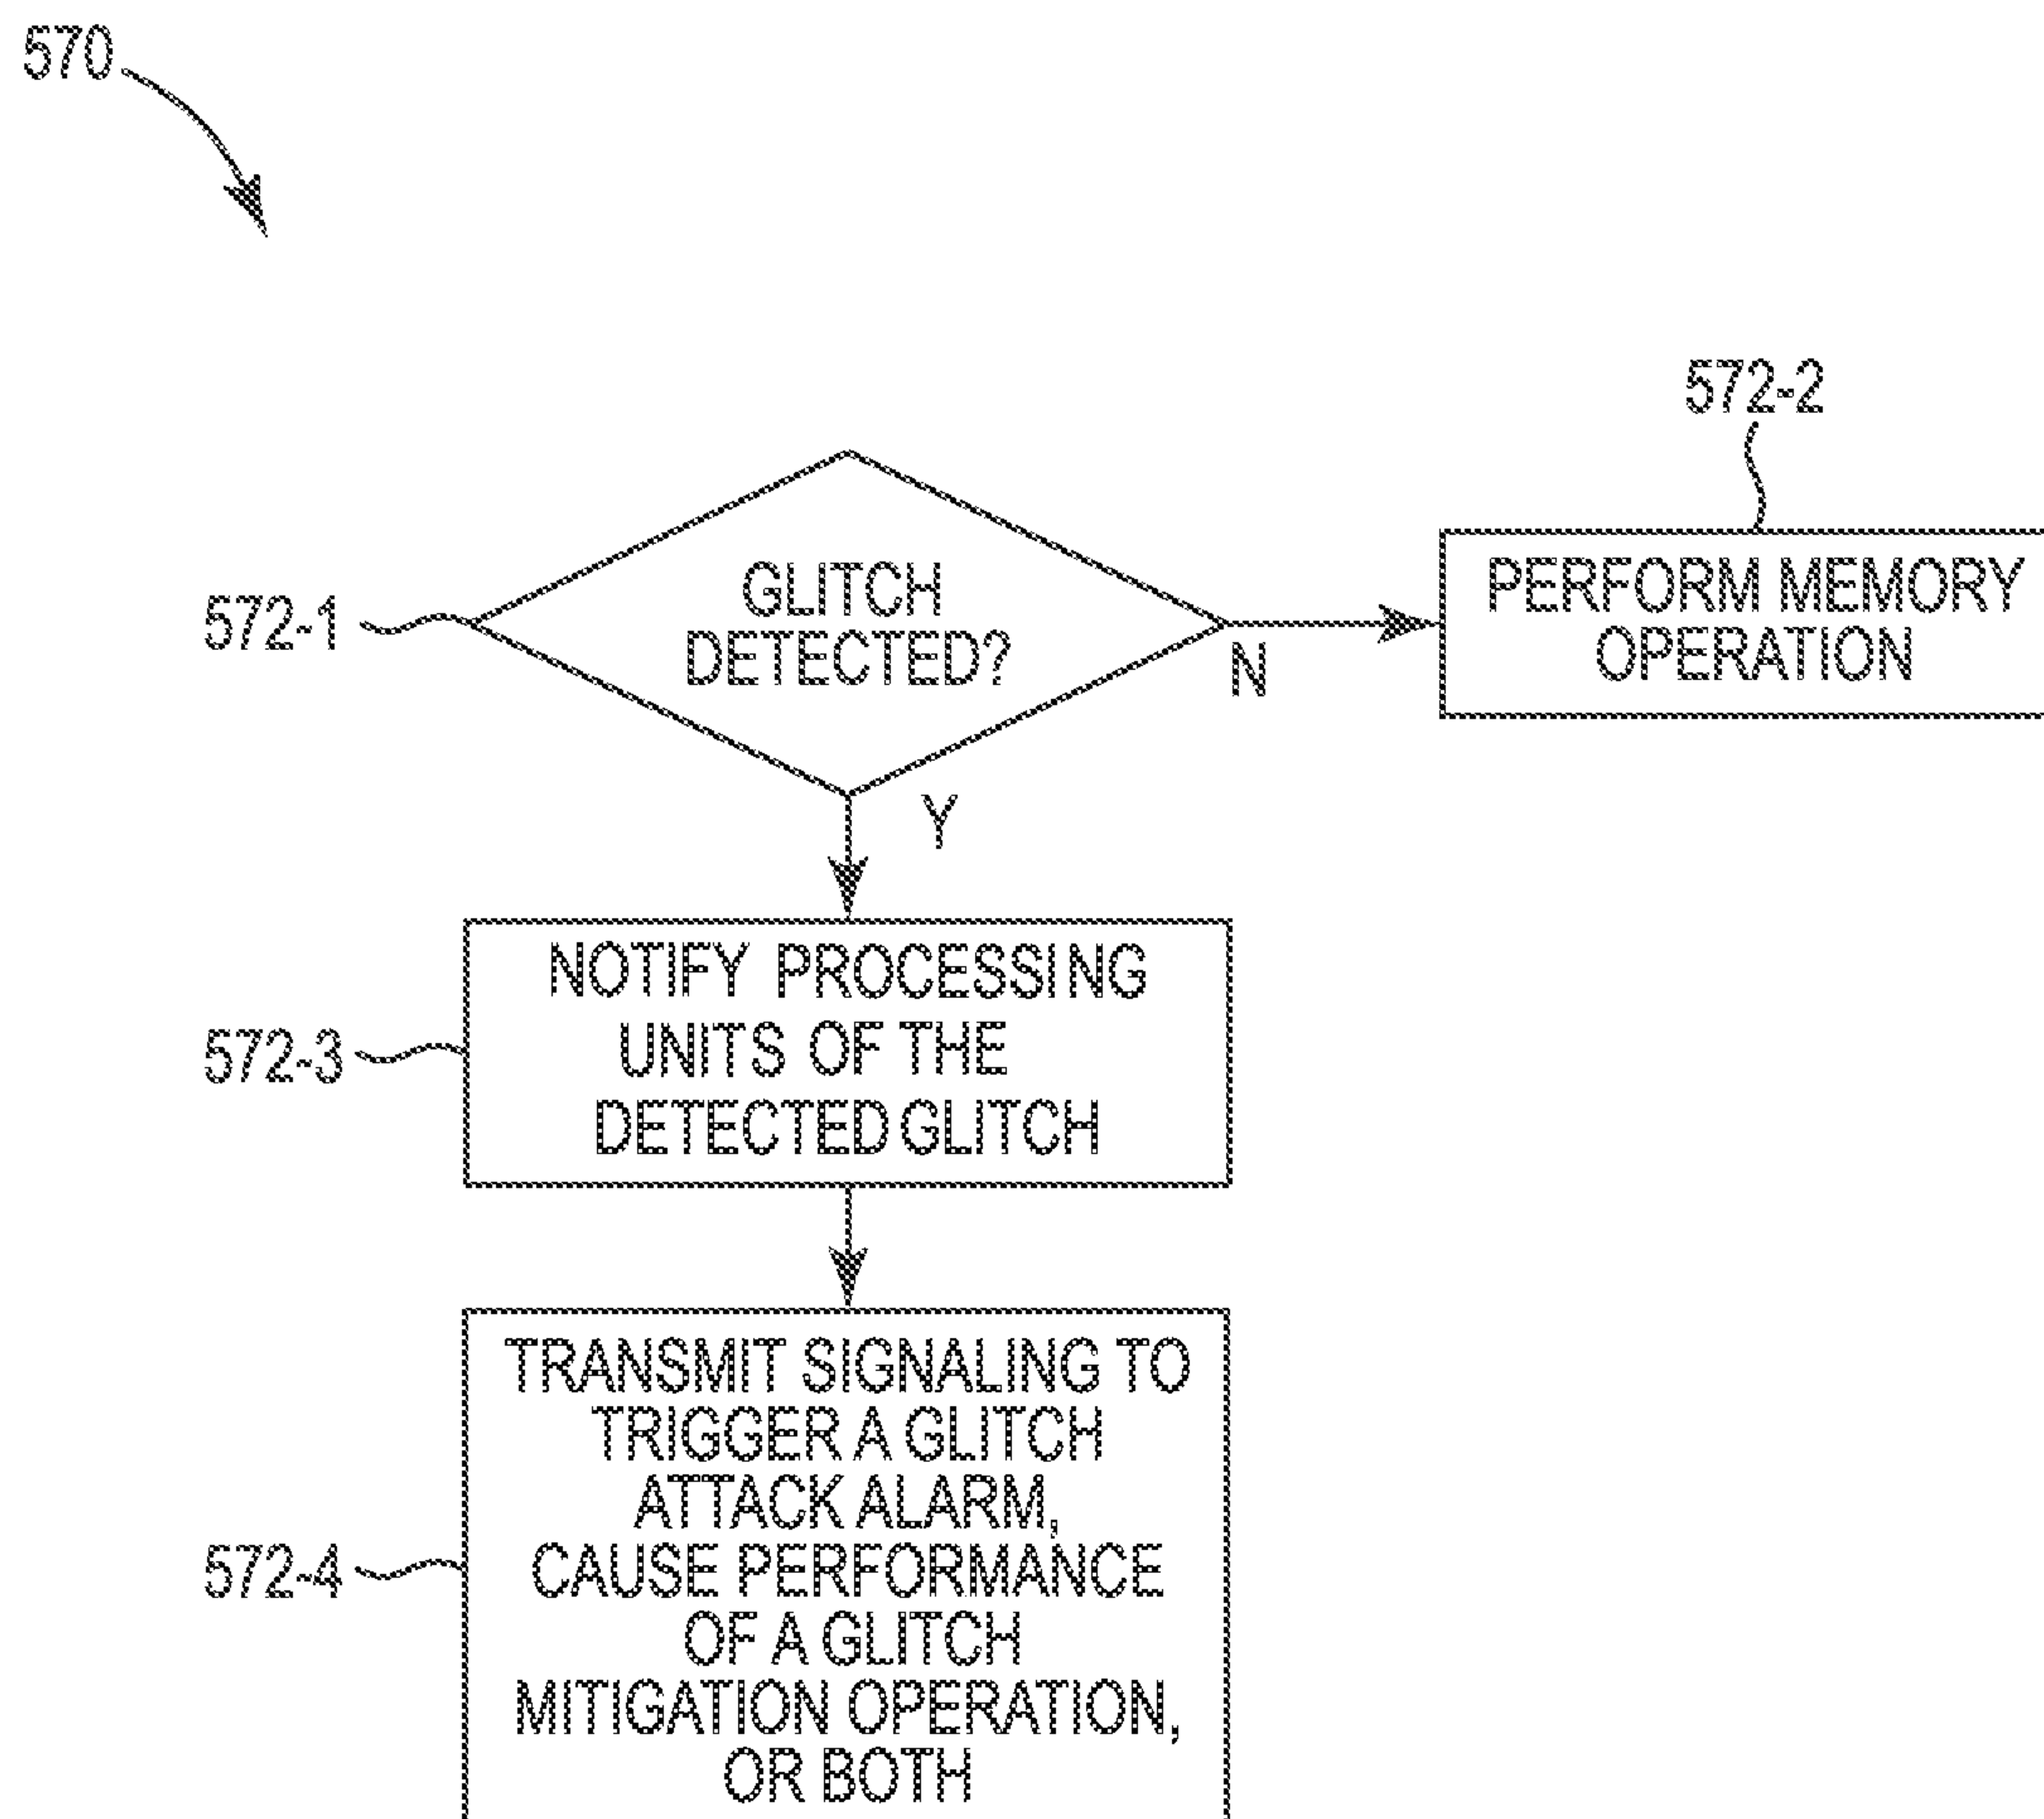 570
572-2
572-1
GLITCH
DETECTED?
N
PERFORM MEMORY
OPERATION
Y
572-3
NOTIFY PROCESSING
UNITS OF THE
DETECTED GLITCH
572-4
TRANSMIT SIGNALING TO
TRIGGER A GLITCH
ATTACK ALARM,
CAUSE PERFORMANCE
OF A GLITCH
MITIGATION OPERATION,
OR BOTH